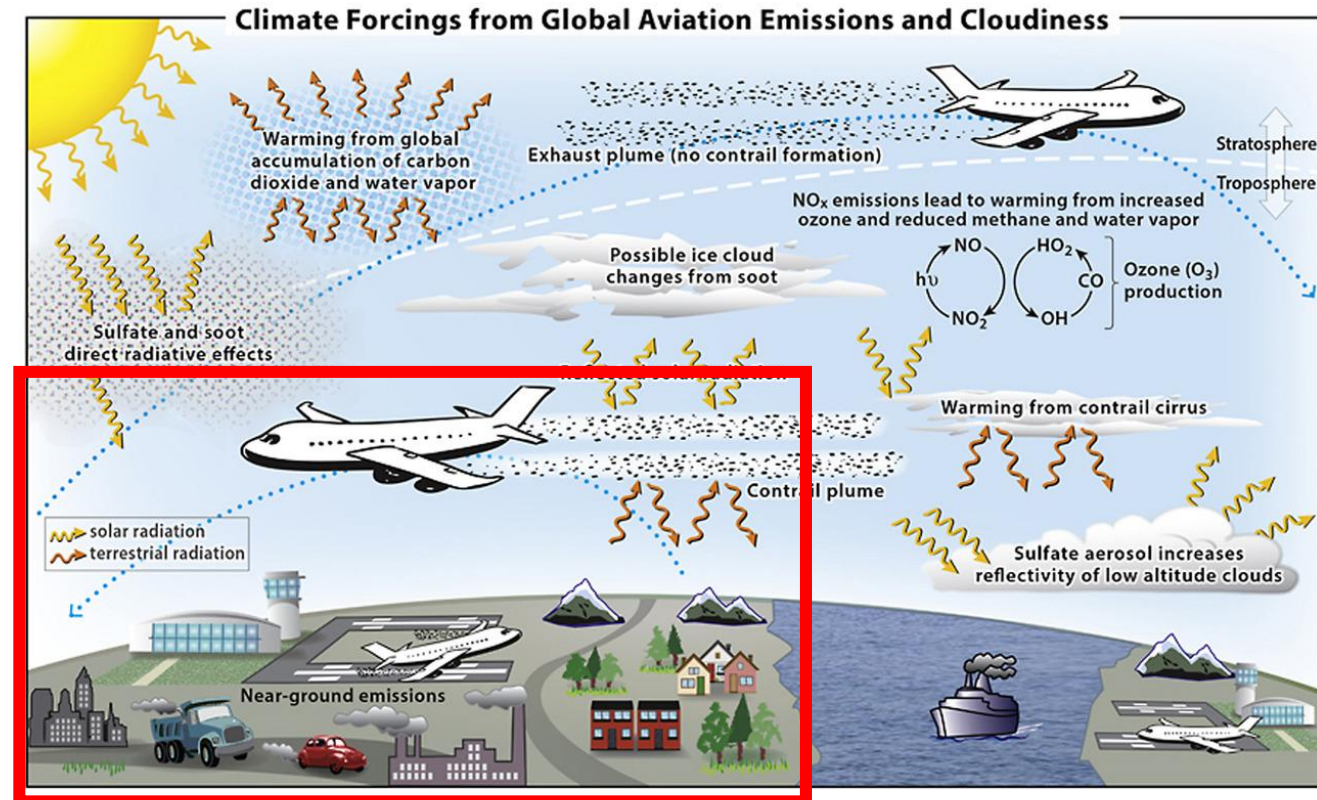 Climate Forcings from Global Aviation Emissions and Cloudiness
Warming from global
accumulation of carbon
dioxide and water vapor
Exhaust plume (no contrail formation)
Stratosphere
Troposphere
NOx emissions lead to warming from increased
ozone and reduced methane and water vapor
NO
HO2
hυ
CO
NO2
OH
Ozone (O3)
production
Possible ice cloud
changes from soot
Sulfate and soot
direct radiative effects
Reflected solar radiation
Warming from contrail cirrus
Contrail plume
solar radiation
terrestrial radiation
Sulfate aerosol increases
reflectivity of low altitude clouds
Near-ground emissions